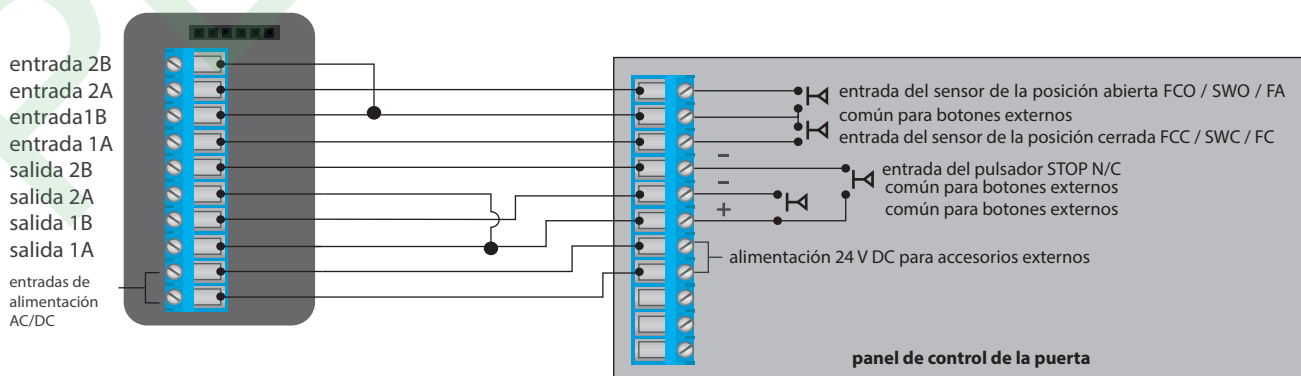 entrada 2B
entrada 2A
entrada1B
entrada 1A
salida 2B
salida 2A
salida 1B
salida 1A
entradas de
alimentación
AC/DC
entrada del sensor de la posición abierta FCO / SWO / FA
común para botones externos
entrada del sensor de la posición cerrada FCC / SWC / FC
–
entrada del pulsador STOP N/C
–
común para botones externos
+
común para botones externos
alimentación 24 V DC para accesorios externos
panel de control de la puerta